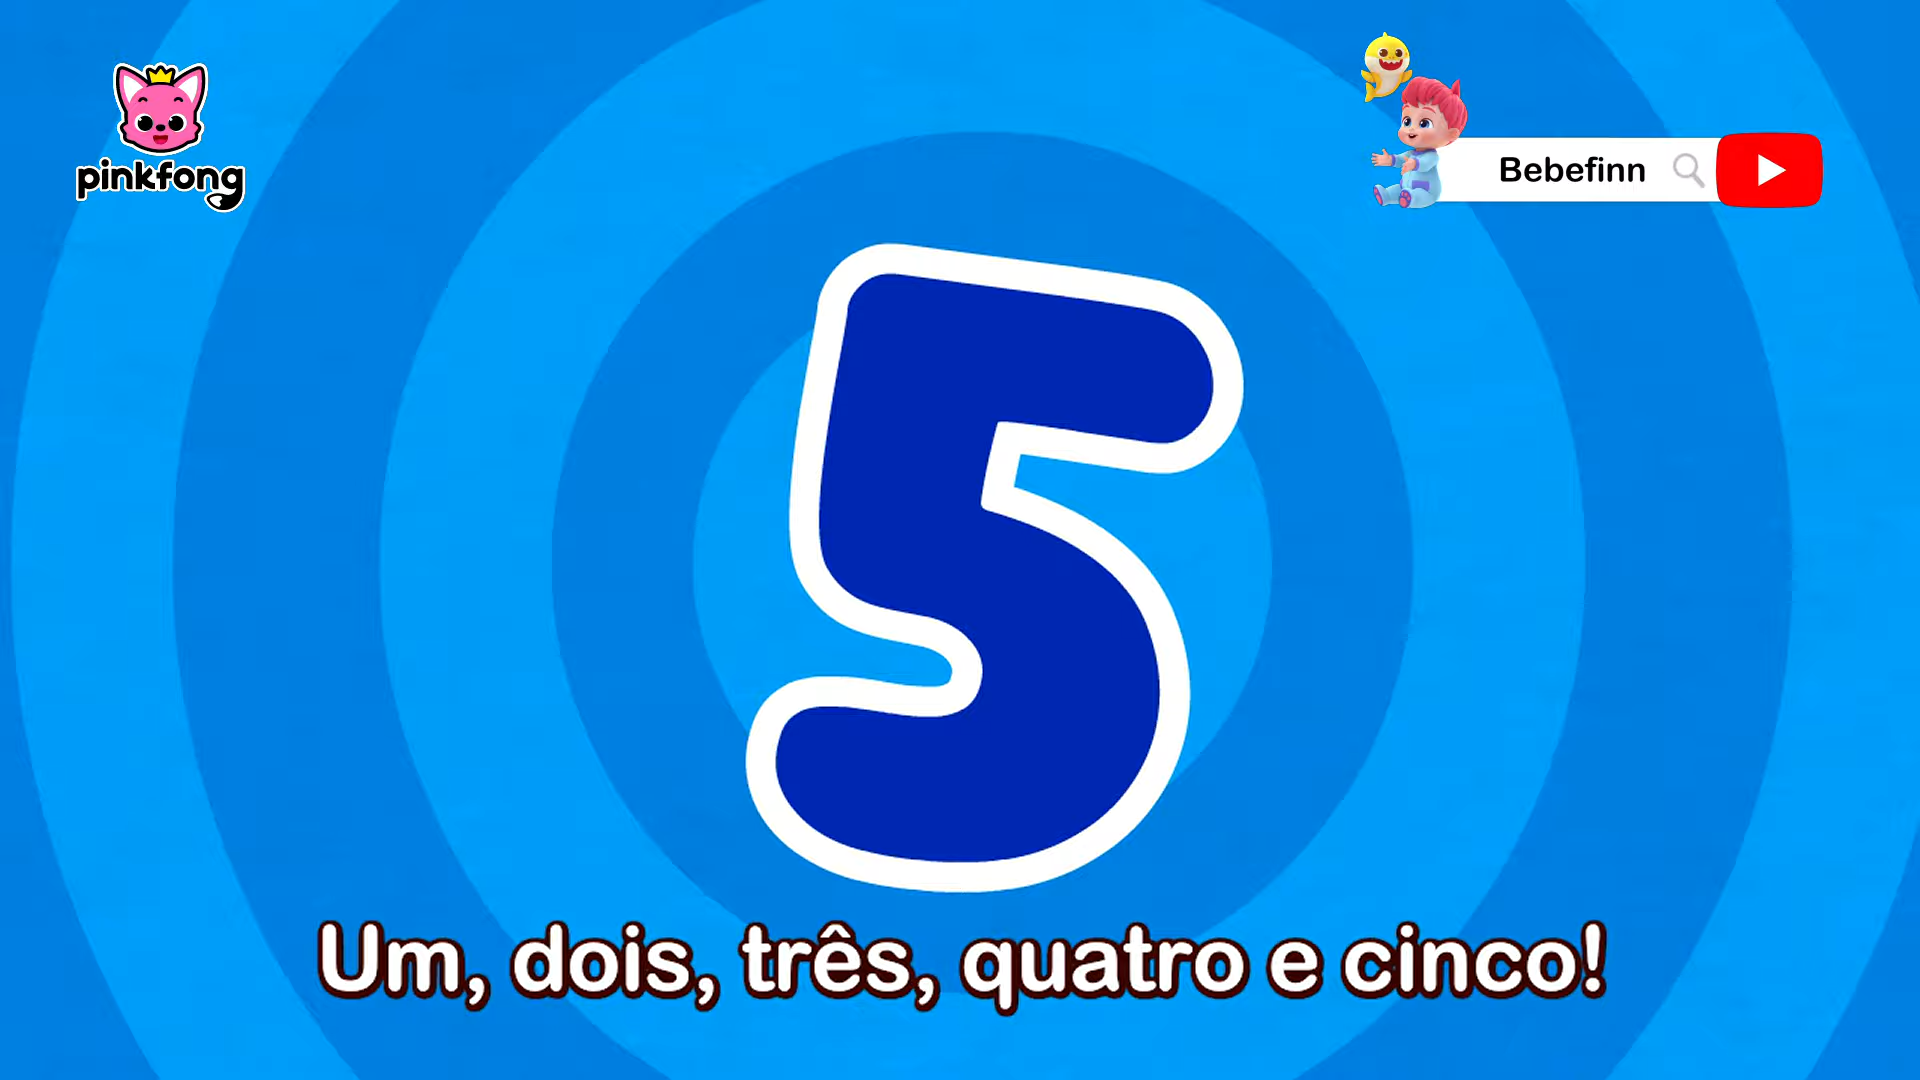 pinkfong
Bebefinn
5
Um, dois, três, quatro e cinco!